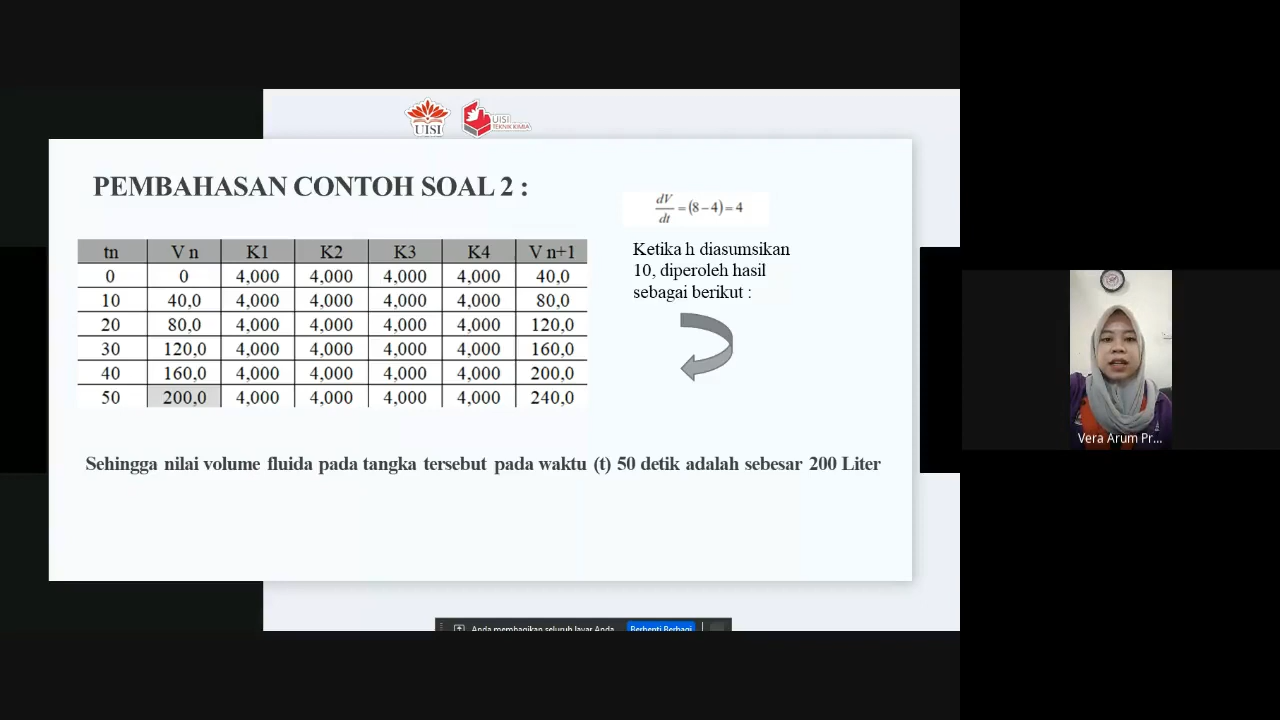 UISI
UISI
TEKNIK KIMIA
PEMBAHASAN CONTOH SOAL 2 :
dV/dt = (8 – 4) = 4
Ketika h diasumsikan
10, diperoleh hasil
sebagai berikut :
tn V n K1 K2 K3 K4 V n+1
0 0 4,000 4,000 4,000 4,000 40,0
10 40,0 4,000 4,000 4,000 4,000 80,0
20 80,0 4,000 4,000 4,000 4,000 120,0
30 120,0 4,000 4,000 4,000 4,000 160,0
40 160,0 4,000 4,000 4,000 4,000 200,0
50 200,0 4,000 4,000 4,000 4,000 240,0
Sehingga nilai volume fluida pada tangka tersebut pada waktu (t) 50 detik adalah sebesar 200 Liter
Vera Arum Pr...
Anda membagikan seluruh layar Anda Berhenti Berbagi